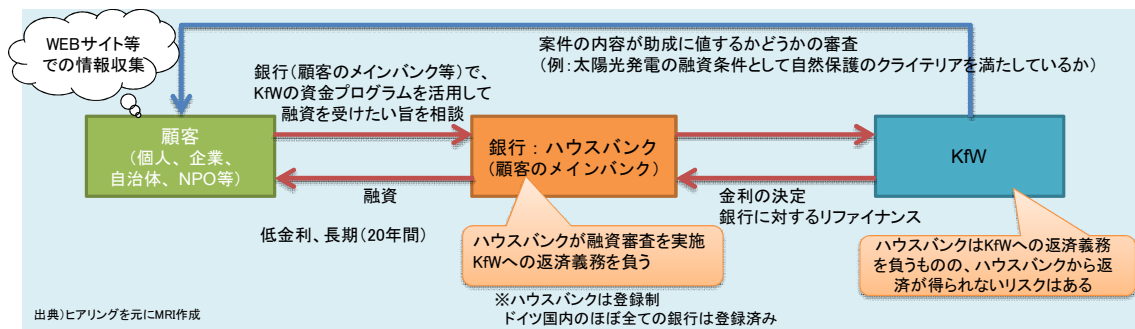 WEBサイト等
での情報収集
案件の内容が助成に値するかどうかの審査
（例：太陽光発電の融資条件として自然保護のクライテリアを満たしているか）
銀行（顧客のメインバンク等）で、
KfWの資金プログラムを活用して
融資を受けたい旨を相談
顧客
（個人、企業、
自治体、NPO等）
銀行：ハウスバンク
（顧客のメインバンク）
KfW
融資
低金利、長期（20年間）
金利の決定
銀行に対するリファイナンス
ハウスバンクが融資審査を実施
KfWへの返済義務を負う
ハウスバンクはKfWへの返済義務
を負うものの、ハウスバンクから返
済が得られないリスクはある
※ハウスバンクは登録制
ドイツ国内のほぼ全ての銀行は登録済み
出典）ヒアリングを元にMRI作成